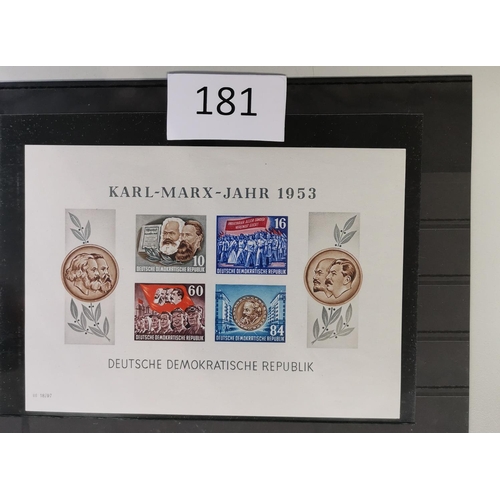 181
KARL-MARX-JAHR 1953
10
DEUTSCHE DEMOKRATISCHE REPUBLIK
16
DEUTSCHE DEMOKRATISCHE REPUBLIK
60
DEUTSCHE DEMOKRATISCHE REPUBLIK
84
DEUTSCHE DEMOKRATISCHE REPUBLIK
DEUTSCHE DEMOKRATISCHE REPUBLIK